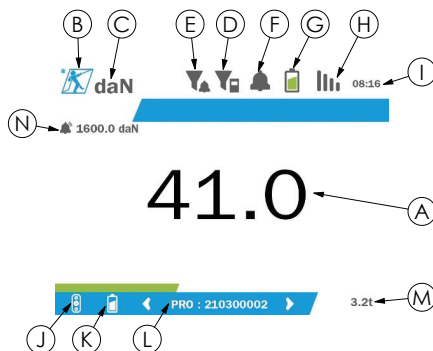 B C E D F G H
daN 08:16 I
N 1600.0 daN
41.0 A
PRO : 210300002 3.2t M
J K L